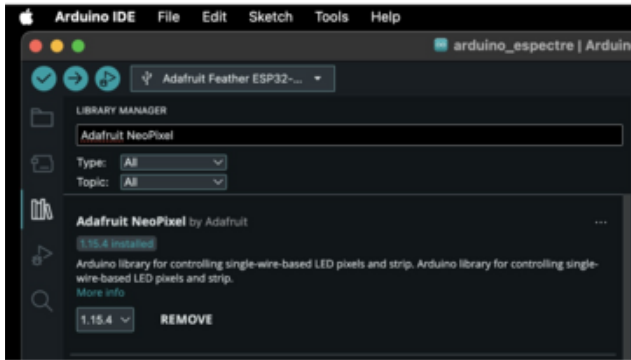 Arduino IDE File Edit Sketch Tools Help
arduino_espectre | Arduin
Adafruit Feather ESP32-...
LIBRARY MANAGER
Adafruit NeoPixel
Type: All
Topic: All
Adafruit NeoPixel by Adafruit
1.15.4 installed
Arduino library for controlling single-wire-based LED pixels and strip. Arduino library for controlling single-
wire-based LED pixels and strip.
More info
1.15.4 REMOVE